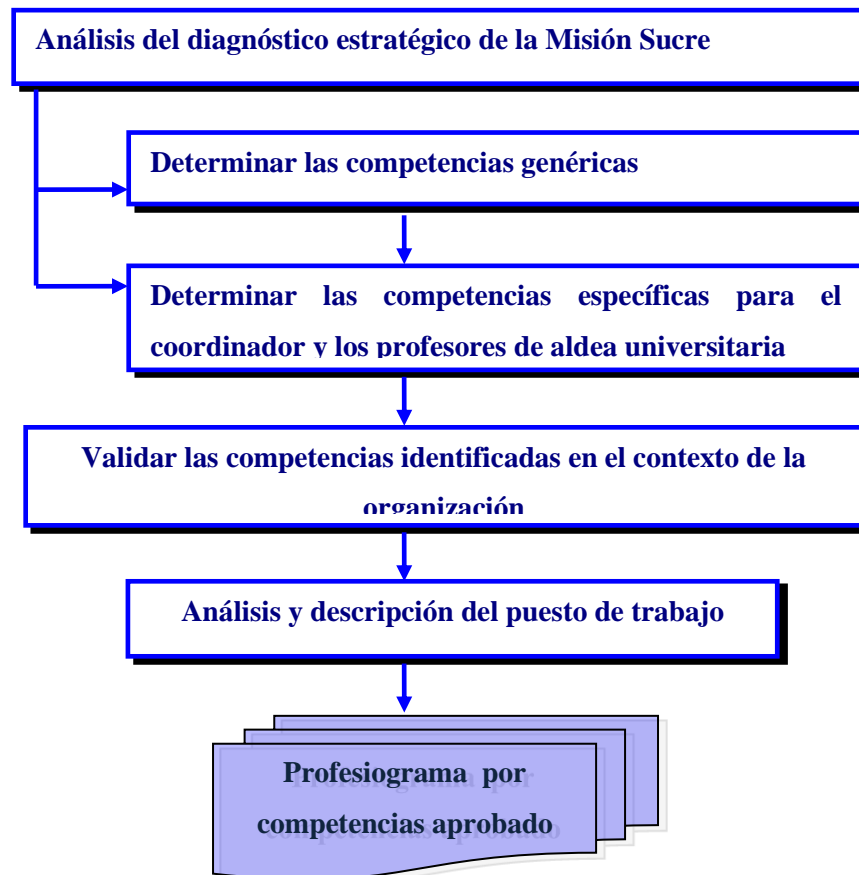 Análisis del diagnóstico estratégico de la Misión Sucre
Determinar las competencias genéricas
Determinar las competencias específicas para el
coordinador y los profesores de aldea universitaria
Validar las competencias identificadas en el contexto de la
organización
Análisis y descripción del puesto de trabajo
Profesiograma por
competencias aprobado